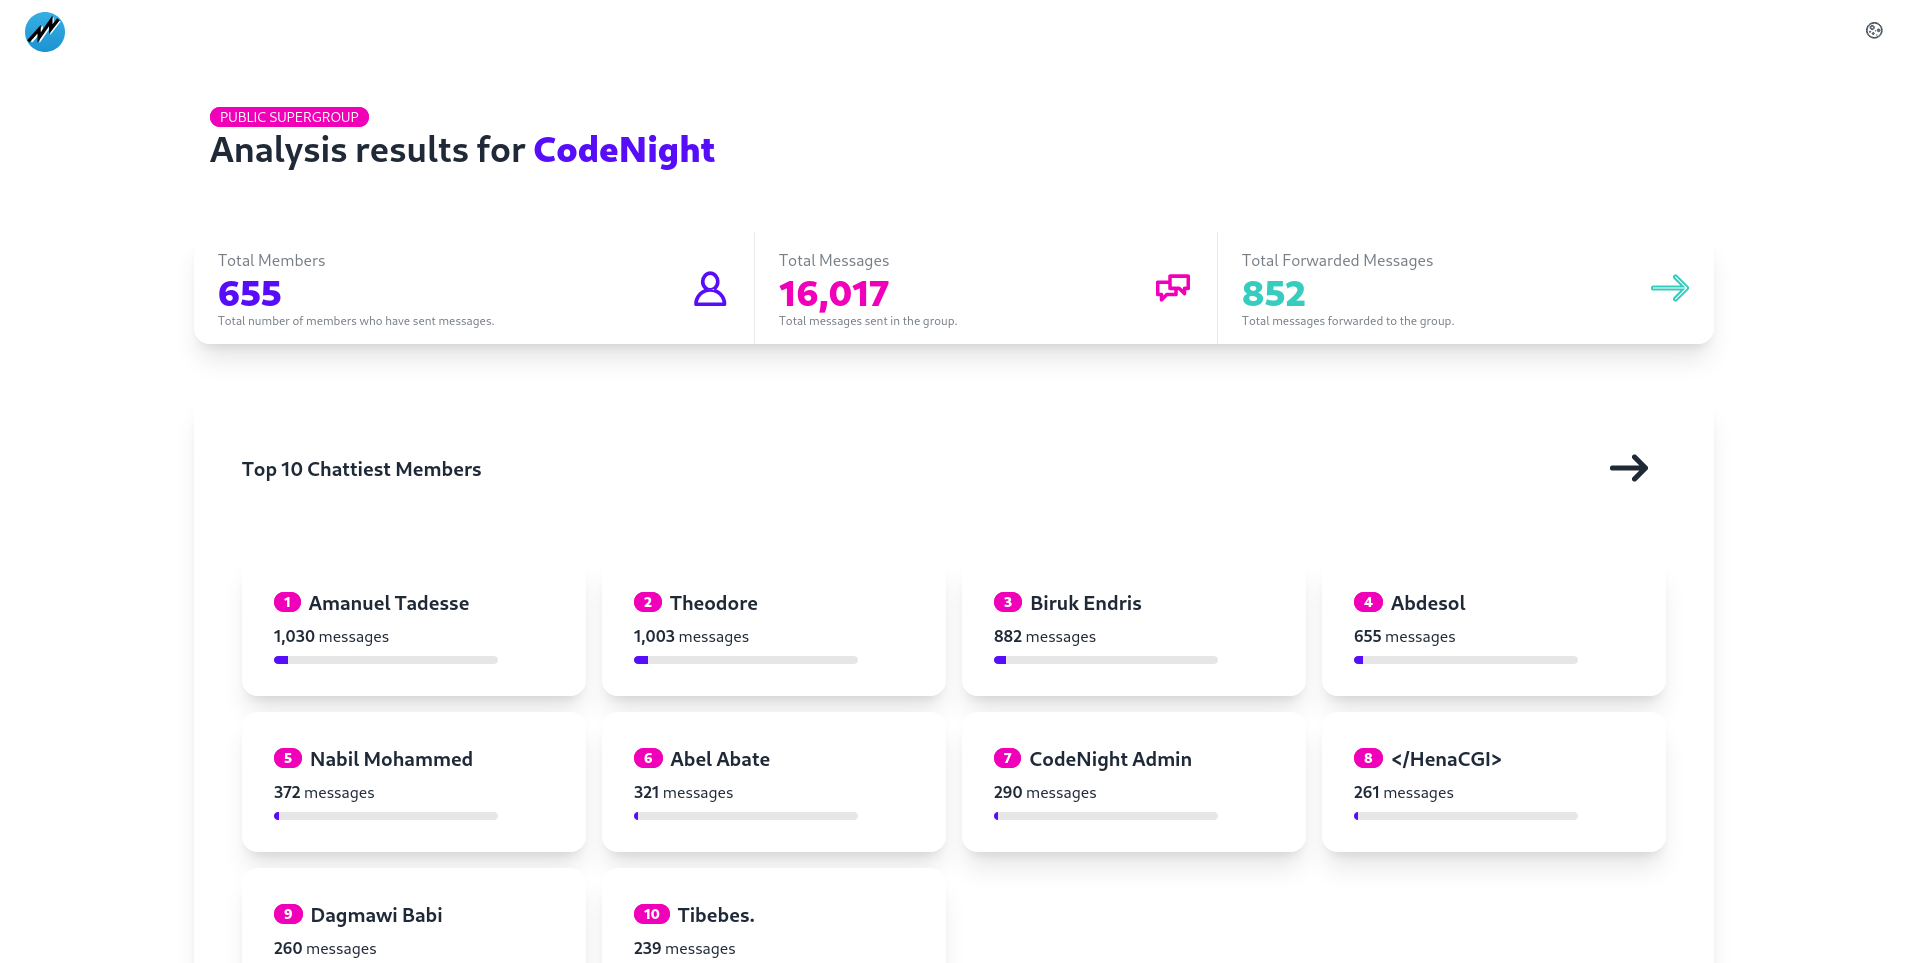 PUBLIC SUPERGROUP
Analysis results for CodeNight
Total Members
655
Total number of members who have sent messages.
Total Messages
16,017
Total messages sent in the group.
Total Forwarded Messages
852
Total messages forwarded to the group.
Top 10 Chattiest Members
1 Amanuel Tadesse
1,030 messages
2 Theodore
1,003 messages
3 Biruk Endris
882 messages
4 Abdesol
655 messages
5 Nabil Mohammed
372 messages
6 Abel Abate
321 messages
7 CodeNight Admin
290 messages
8 </HenaCGI>
261 messages
9 Dagmawi Babi
260 messages
10 Tibebes.
239 messages